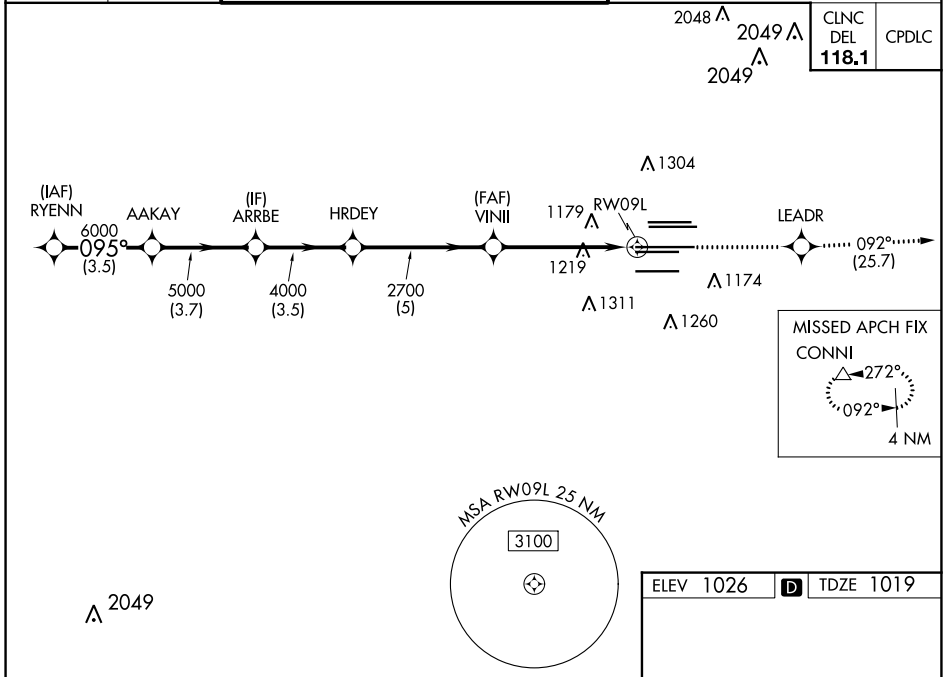 2048
2049
2049
CLNC
DEL
118.1
CPDLC
1304
(IAF)
RYENN
AAKAY
(IF)
ARRBE
HRDEY
(FAF)
VINII
1179
RW09L
LEADR
6000
095°
(3.5)
5000
(3.7)
4000
(3.5)
2700
(5)
1219
092°
(25.7)
1174
1311
1260
MISSED APCH FIX
CONNI
272°
092°
4 NM
MSA RW09L 25 NM
3100
2049
ELEV 1026 D TDZE 1019